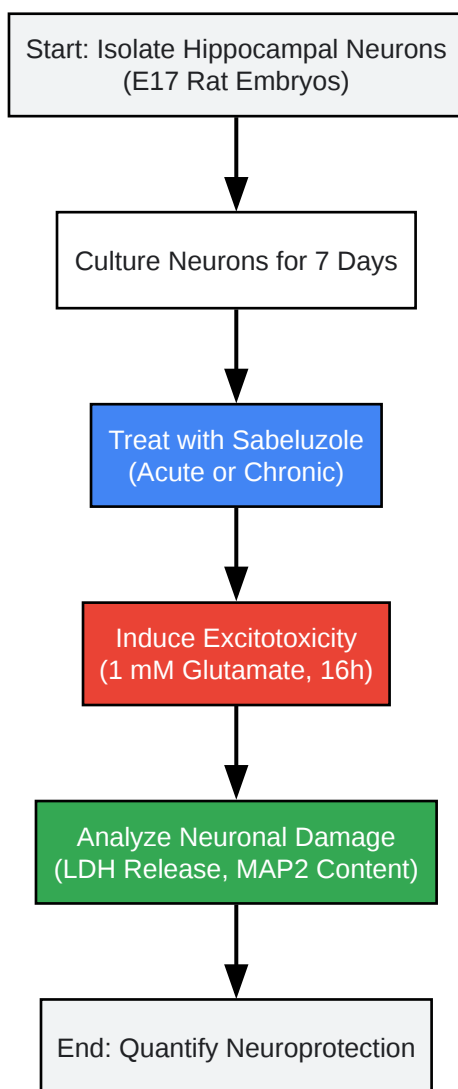 Start: Isolate Hippocampal Neurons
(E17 Rat Embryos)
Culture Neurons for 7 Days
Treat with Sabeluzole
(Acute or Chronic)
Induce Excitotoxicity
(1 mM Glutamate, 16h)
Analyze Neuronal Damage
(LDH Release, MAP2 Content)
End: Quantify Neuroprotection